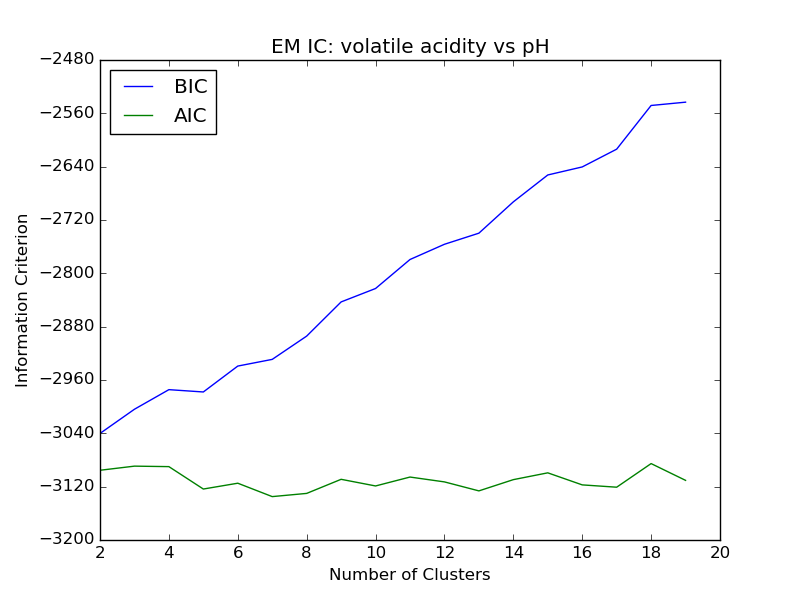 EM IC: volatile acidity vs pH
BIC
AIC
Information Criterion
−2480
−2560
−2640
−2720
−2800
−2880
−2960
−3040
−3120
−3200
2 4 6 8 10 12 14 16 18 20
Number of Clusters